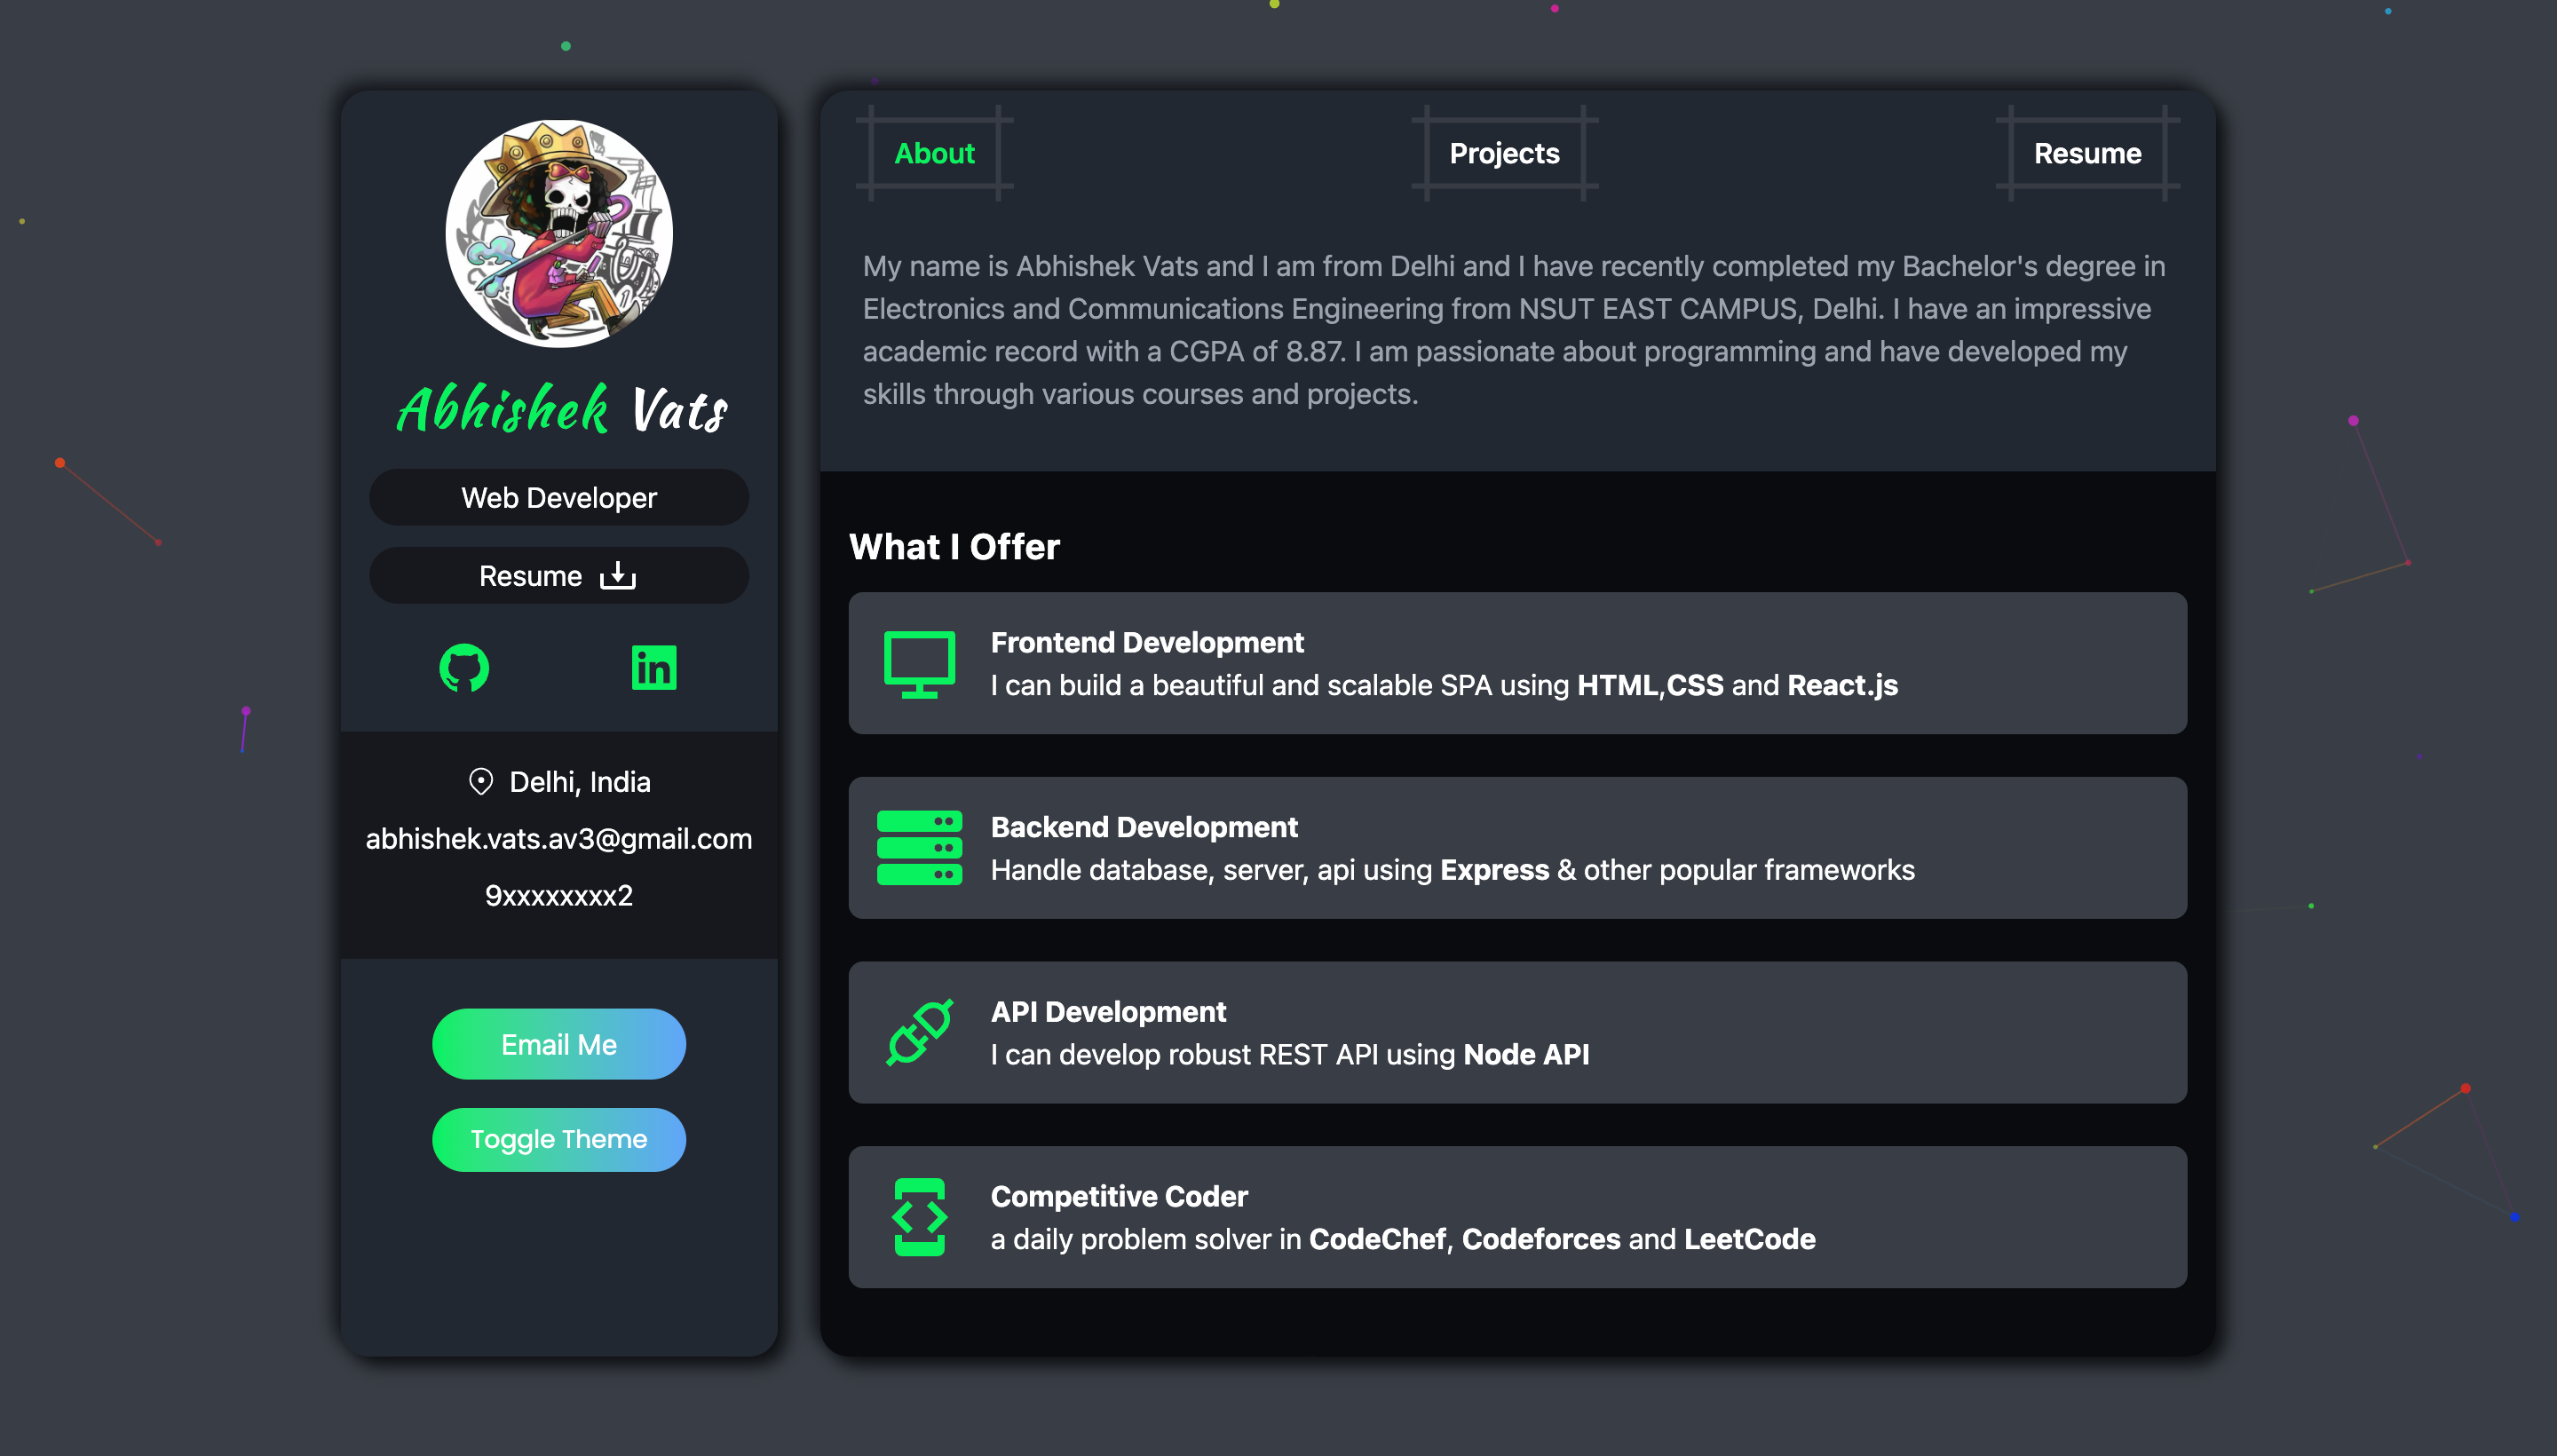 Abhishek Vats
Web Developer
Resume
Delhi, India
abhishek.vats.av3@gmail.com
9xxxxxxxx2
Email Me
Toggle Theme
About
Projects
Resume
My name is Abhishek Vats and I am from Delhi and I have recently completed my Bachelor's degree in
Electronics and Communications Engineering from NSUT EAST CAMPUS, Delhi. I have an impressive
academic record with a CGPA of 8.87. I am passionate about programming and have developed my
skills through various courses and projects.
What I Offer
Frontend Development
I can build a beautiful and scalable SPA using HTML,CSS and React.js
Backend Development
Handle database, server, api using Express & other popular frameworks
API Development
I can develop robust REST API using Node API
Competitive Coder
a daily problem solver in CodeChef, Codeforces and LeetCode